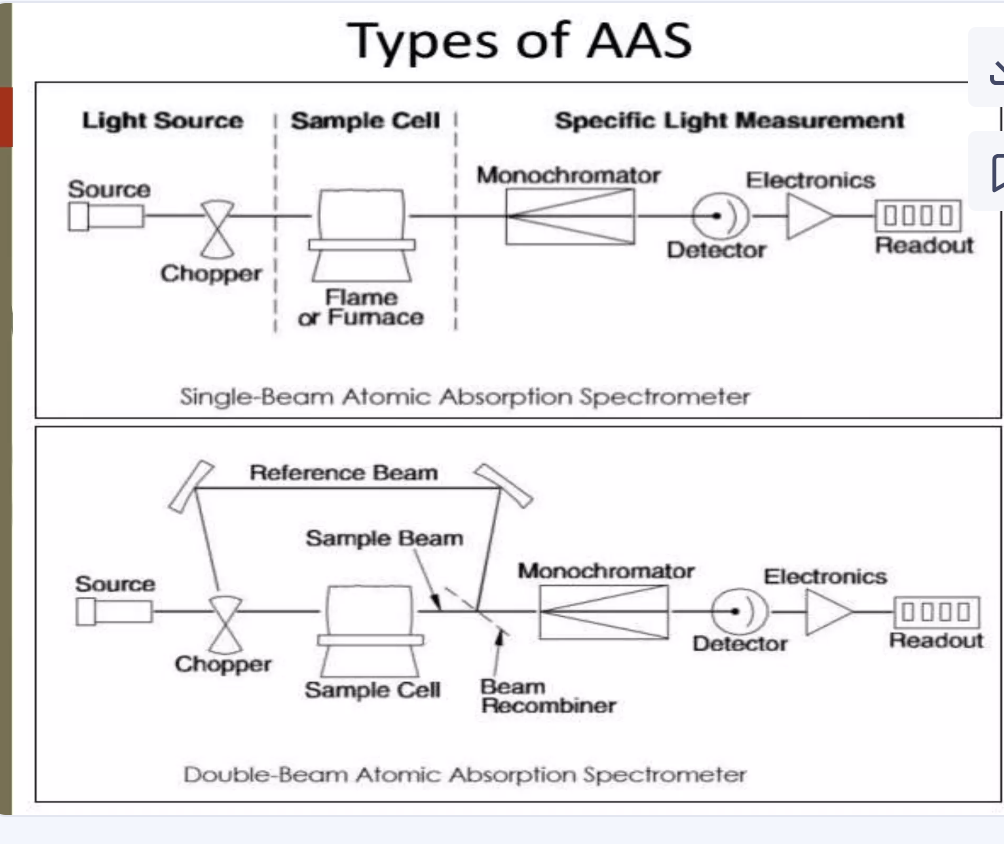 Types of AAS
Light Source
Sample Cell
Specific Light Measurement
Source
Chopper
Flame
or Furnace
Monochromator
Detector
Electronics
Readout
Single-Beam Atomic Absorption Spectrometer
Reference Beam
Sample Beam
Source
Chopper
Sample Cell
Beam
Recombiner
Monochromator
Detector
Electronics
Readout
Double-Beam Atomic Absorption Spectrometer